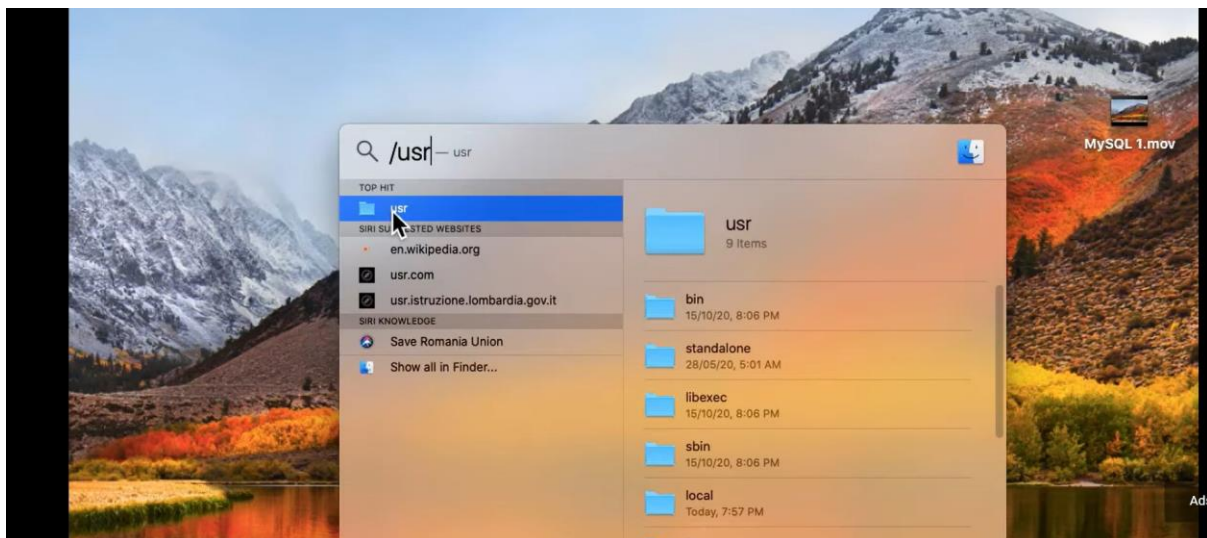 /usr — usr
MySQL 1.mov
TOP HIT
usr
SIRI SUGGESTED WEBSITES
en.wikipedia.org
usr.com
usr.istruzione.lombardia.gov.it
SIRI KNOWLEDGE
Save Romania Union
Show all in Finder...
usr
9 Items
bin
15/10/20, 8:06 PM
standalone
28/05/20, 5:01 AM
libexec
15/10/20, 8:06 PM
sbin
15/10/20, 8:06 PM
local
Today, 7:57 PM